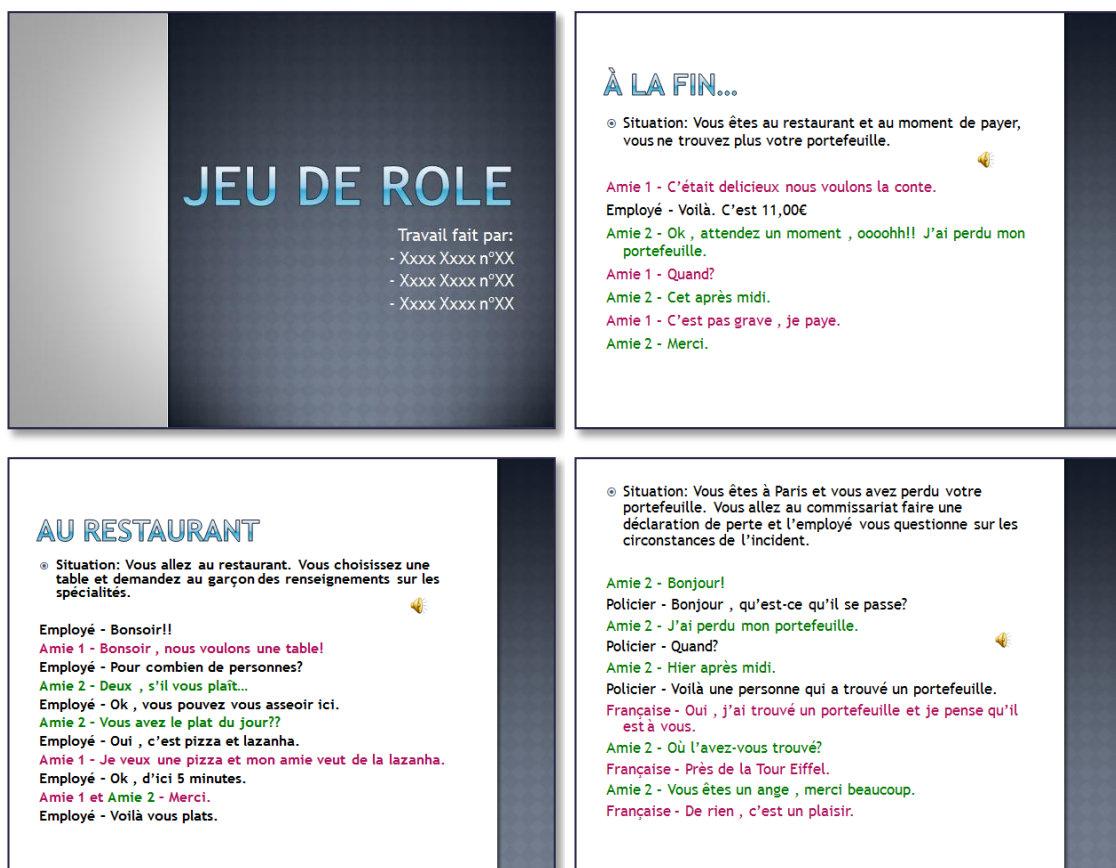 JEU DE ROLE
Travail fait par:
- Xxxx Xxxx nºXX
- Xxxx Xxxx nºXX
- Xxxx Xxxx nºXX
À LA FIN...
Situation: Vous êtes au restaurant et au moment de payer,
vous ne trouvez plus votre portefeuille.
Amie 1 - C'était delicieux nous voulons la conte.
Employé - Voilà. C'est 11,00€
Amie 2 - Ok , attendez un moment , oooohh!! J'ai perdu mon
portefeuille.
Amie 1 - Quand?
Amie 2 - Cet après midi.
Amie 1 - C'est pas grave , je paye.
Amie 2 - Merci.
AU RESTAURANT
Situation: Vous allez au restaurant. Vous choisissez une
table et demandez au garçon des renseignements sur les
spécialités.
Employé - Bonsoir!!
Amie 1 - Bonsoir , nous voulons une table!
Employé - Pour combien de personnes?
Amie 2 - Deux , s'il vous plaît...
Employé - Ok , vous pouvez vous asseoir ici.
Amie 2 - Vous avez le plat du jour??
Employé - Oui , c'est pizza et lazanha.
Amie 1 - Je veux une pizza et mon amie veut de la lazanha.
Employé - Ok , d'ici 5 minutes.
Amie 1 et Amie 2 - Merci.
Employé - Voilà vous plats.
Situation: Vous êtes à Paris et vous avez perdu votre
portefeuille. Vous allez au commissariat faire une
déclaration de perte et l'employé vous questionne sur les
circonstances de l'incident.
Amie 2 - Bonjour!
Policier - Bonjour , qu'est-ce qu'il se passe?
Amie 2 - J'ai perdu mon portefeuille.
Policier - Quand?
Amie 2 - Hier après midi.
Policier - Voilà une personne qui a trouvé un portefeuille.
Française - Oui , j'ai trouvé un portefeuille et je pense qu'il
est à vous.
Amie 2 - Où l'avez-vous trouvé?
Française - Près de la Tour Eiffel.
Amie 2 - Vous êtes un ange , merci beaucoup.
Française - De rien , c'est un plaisir.